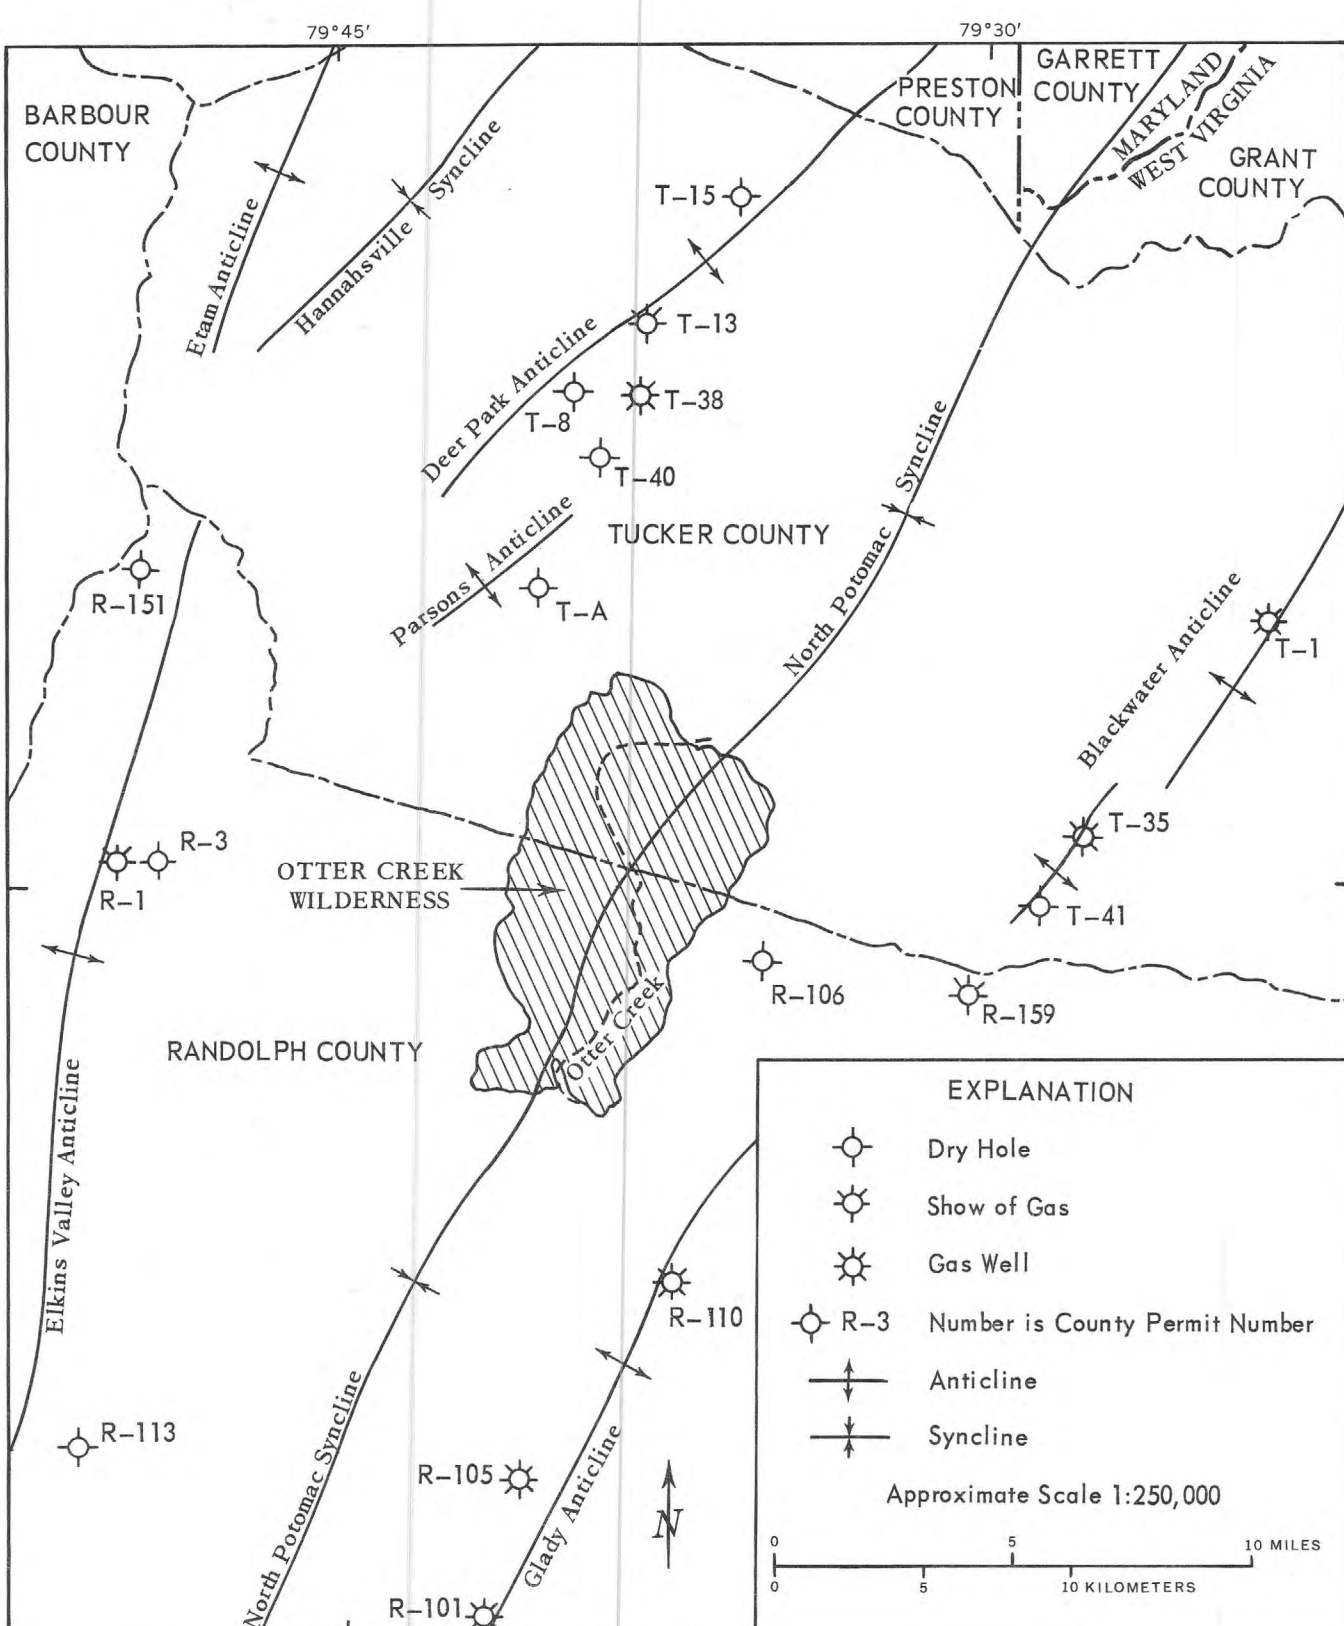 79°45'
79°30'
BARBOUR
COUNTY
PRESTON
COUNTY
GARRETT
COUNTY
MARYLAND
WEST VIRGINIA
GRANT
COUNTY
Etam Anticline
Hannahsville Syncline
T-15
T-13
Deer Park Anticline
T-38
T-8
T-40
TUCKER COUNTY
North Potomac Syncline
Parsons Anticline
T-A
R-151
Blackwater Anticline
T-1
T-35
R-3
R-1
OTTER CREEK
WILDERNESS
T-41
R-106
R-159
Otter Creek
RANDOLPH COUNTY
Elkins Valley Anticline
R-110
R-113
North Potomac Syncline
R-105
Glady Anticline
R-101
N
EXPLANATION
Dry Hole
Show of Gas
Gas Well
R-3 Number is County Permit Number
Anticline
Syncline
Approximate Scale 1:250,000
0 5 10 MILES
0 5 10 KILOMETERS